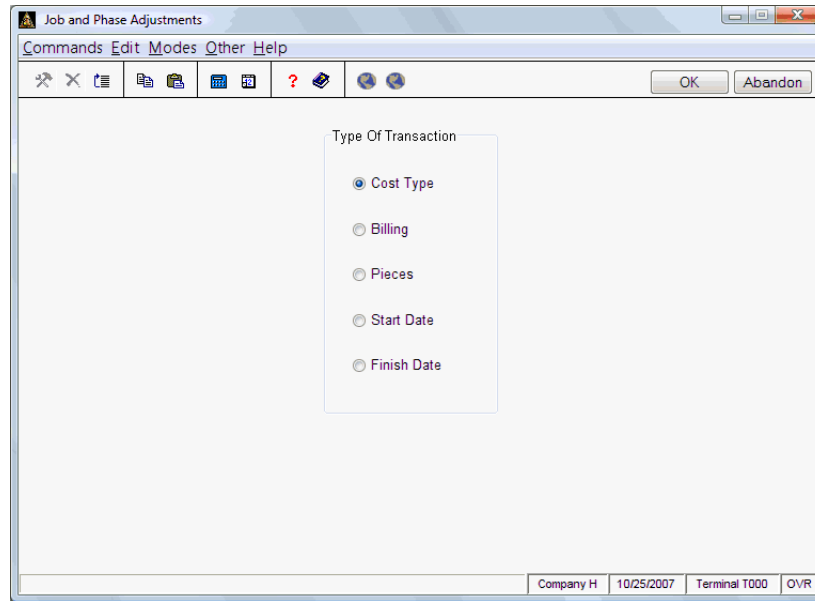 Job and Phase Adjustments
Commands Edit Modes Other Help
OK Abandon
Type Of Transaction
Cost Type
Billing
Pieces
Start Date
Finish Date
Company H 10/25/2007 Terminal T000 OVR